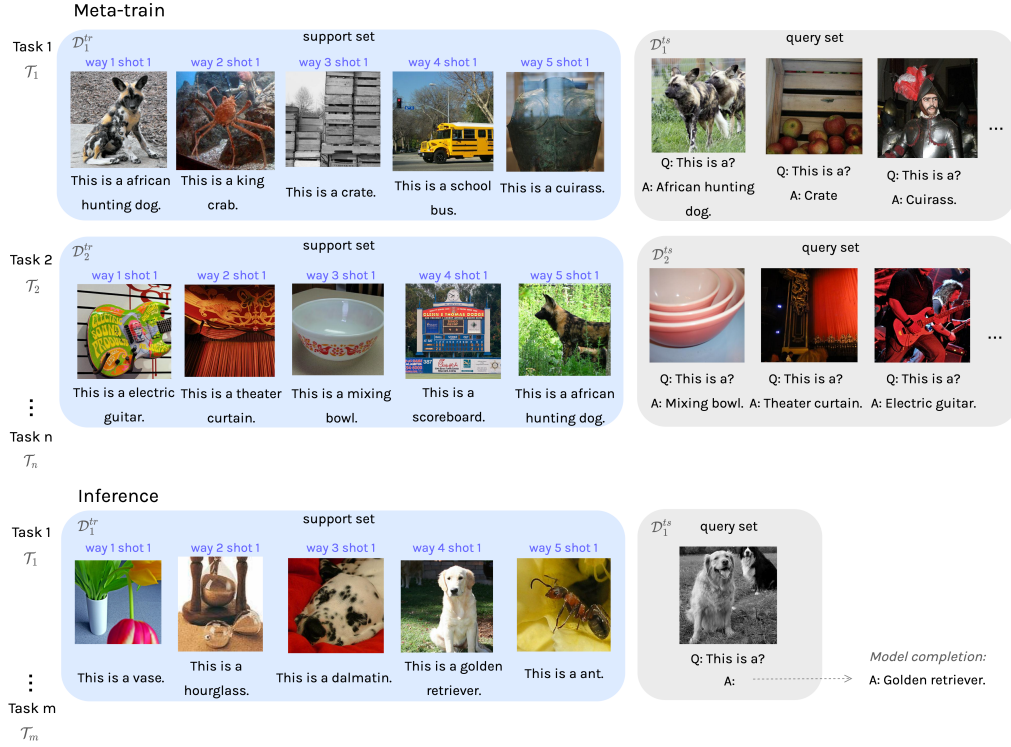 Meta-train
Task 1
𝒯₁
𝒟₁ᵗʳ
support set
way 1 shot 1
way 2 shot 1
way 3 shot 1
way 4 shot 1
way 5 shot 1
This is a african
hunting dog.
This is a king
crab.
This is a crate.
This is a school
bus.
This is a cuirass.
𝒟₁ᵗˢ
query set
Q: This is a?
A: African hunting
dog.
Q: This is a?
A: Crate
Q: This is a?
A: Cuirass.
...
Task 2
𝒯₂
𝒟₂ᵗʳ
support set
way 1 shot 1
way 2 shot 1
way 3 shot 1
way 4 shot 1
way 5 shot 1
This is a electric
guitar.
This is a theater
curtain.
This is a mixing
bowl.
This is a
scoreboard.
This is a african
hunting dog.
𝒟₂ᵗˢ
query set
Q: This is a?
A: Mixing bowl.
Q: This is a?
A: Theater curtain.
Q: This is a?
A: Electric guitar.
...
⋮
Task n
𝒯ₙ
Inference
Task 1
𝒯₁
𝒟₁ᵗʳ
support set
way 1 shot 1
way 2 shot 1
way 3 shot 1
way 4 shot 1
way 5 shot 1
This is a vase.
This is a
hourglass.
This is a dalmatin.
This is a golden
retriever.
This is a ant.
𝒟₁ᵗˢ
query set
Q: This is a?
A:
Model completion:
A: Golden retriever.
⋮
Task m
𝒯ₘ